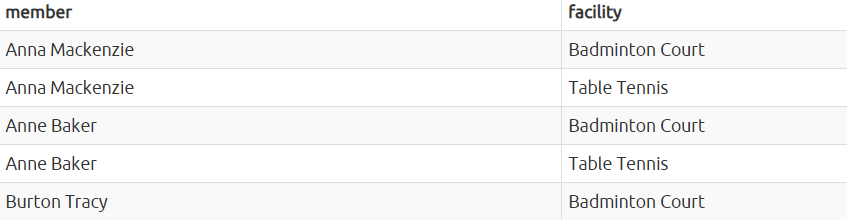 member facility
Anna Mackenzie Badminton Court
Anna Mackenzie Table Tennis
Anne Baker Badminton Court
Anne Baker Table Tennis
Burton Tracy Badminton Court